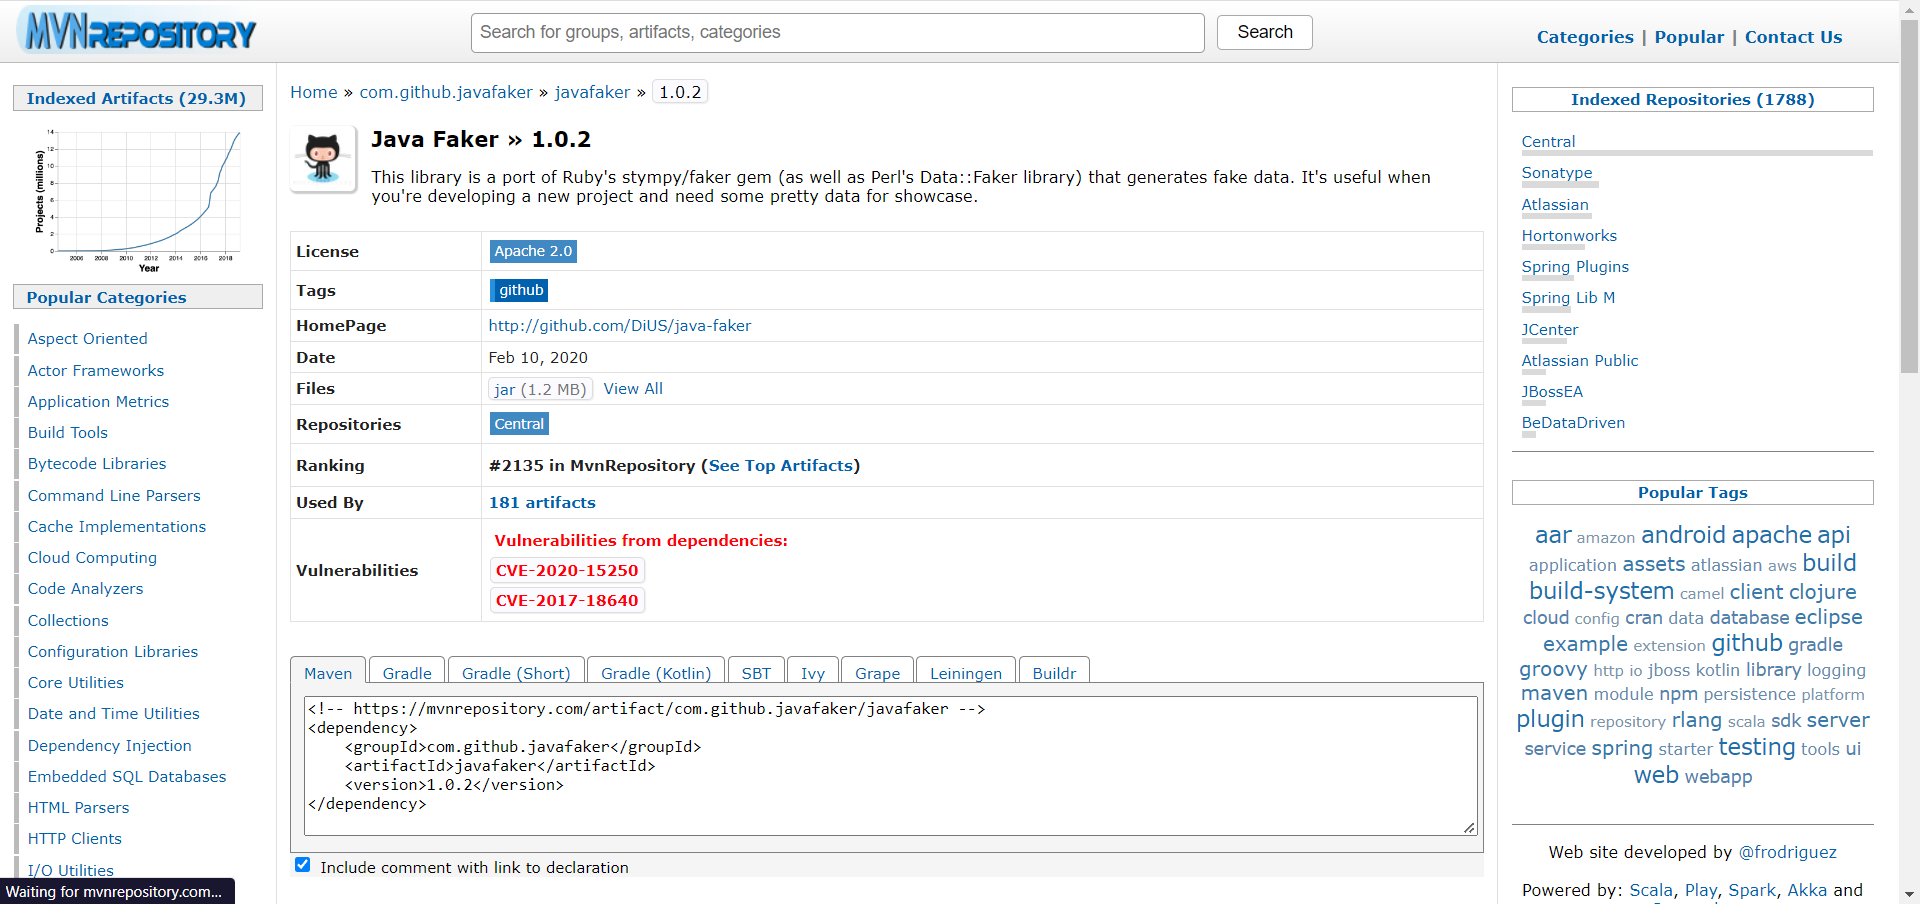 MVNREPOSITORY
Search for groups, artifacts, categories
Search
Categories | Popular | Contact Us
Indexed Artifacts (29.3M)
Projects (millions)
14
12
10
8
6
4
2
0
2006 2008 2010 2012 2014 2016 2018
Year
Popular Categories
Aspect Oriented
Actor Frameworks
Application Metrics
Build Tools
Bytecode Libraries
Command Line Parsers
Cache Implementations
Cloud Computing
Code Analyzers
Collections
Configuration Libraries
Core Utilities
Date and Time Utilities
Dependency Injection
Embedded SQL Databases
HTML Parsers
HTTP Clients
I/O Utilities
Waiting for mvnrepository.com...
Home » com.github.javafaker » javafaker » 1.0.2
Java Faker » 1.0.2
This library is a port of Ruby's stympy/faker gem (as well as Perl's Data::Faker library) that generates fake data. It's useful when
you're developing a new project and need some pretty data for showcase.
License Apache 2.0
Tags github
HomePage http://github.com/DiUS/java-faker
Date Feb 10, 2020
Files jar (1.2 MB) View All
Repositories Central
Ranking #2135 in MvnRepository (See Top Artifacts)
Used By 181 artifacts
Vulnerabilities Vulnerabilities from dependencies:
CVE-2020-15250
CVE-2017-18640
Maven Gradle Gradle (Short) Gradle (Kotlin) SBT Ivy Grape Leiningen Buildr
<!-- https://mvnrepository.com/artifact/com.github.javafaker/javafaker -->
<dependency>
    <groupId>com.github.javafaker</groupId>
    <artifactId>javafaker</artifactId>
    <version>1.0.2</version>
</dependency>
Include comment with link to declaration
Indexed Repositories (1788)
Central
Sonatype
Atlassian
Hortonworks
Spring Plugins
Spring Lib M
JCenter
Atlassian Public
JBossEA
BeDataDriven
Popular Tags
aar amazon android apache api
application assets atlassian aws build
build-system camel client clojure
cloud config cran data database eclipse
example extension github gradle
groovy http io jboss kotlin library logging
maven module npm persistence platform
plugin repository rlang scala sdk server
service spring starter testing tools ui
web webapp
Web site developed by @frodriguez
Powered by: Scala, Play, Spark, Akka and